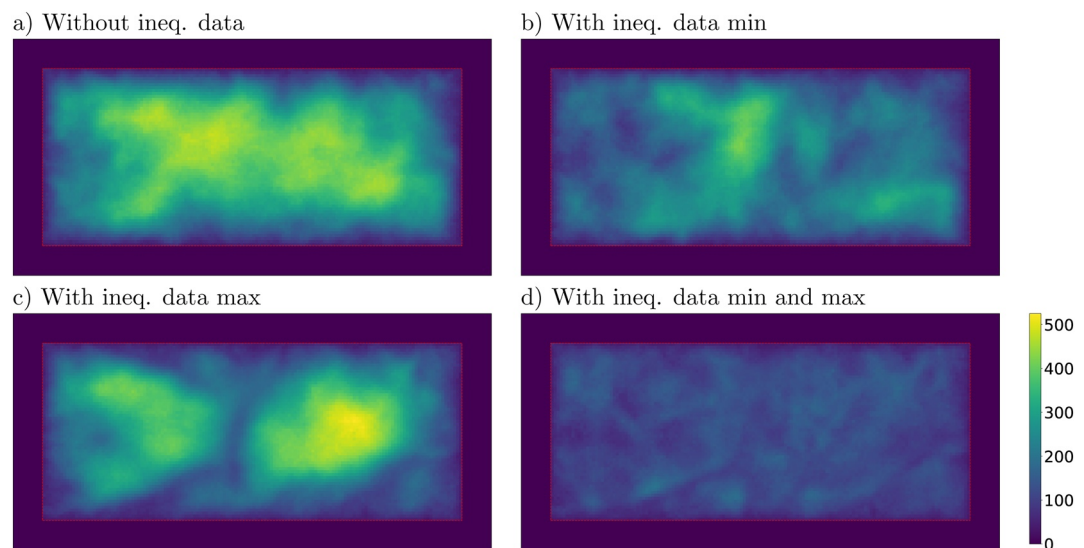 a) Without ineq. data
b) With ineq. data min
c) With ineq. data max
d) With ineq. data min and max
500
400
300
200
100
0